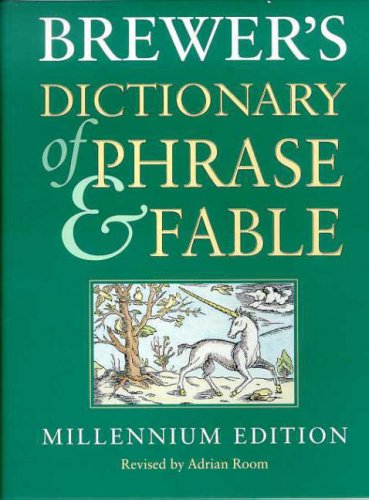 BREWER'S
DICTIONARY
of PHRASE
& FABLE
MILLENNIUM EDITION
Revised by Adrian Room